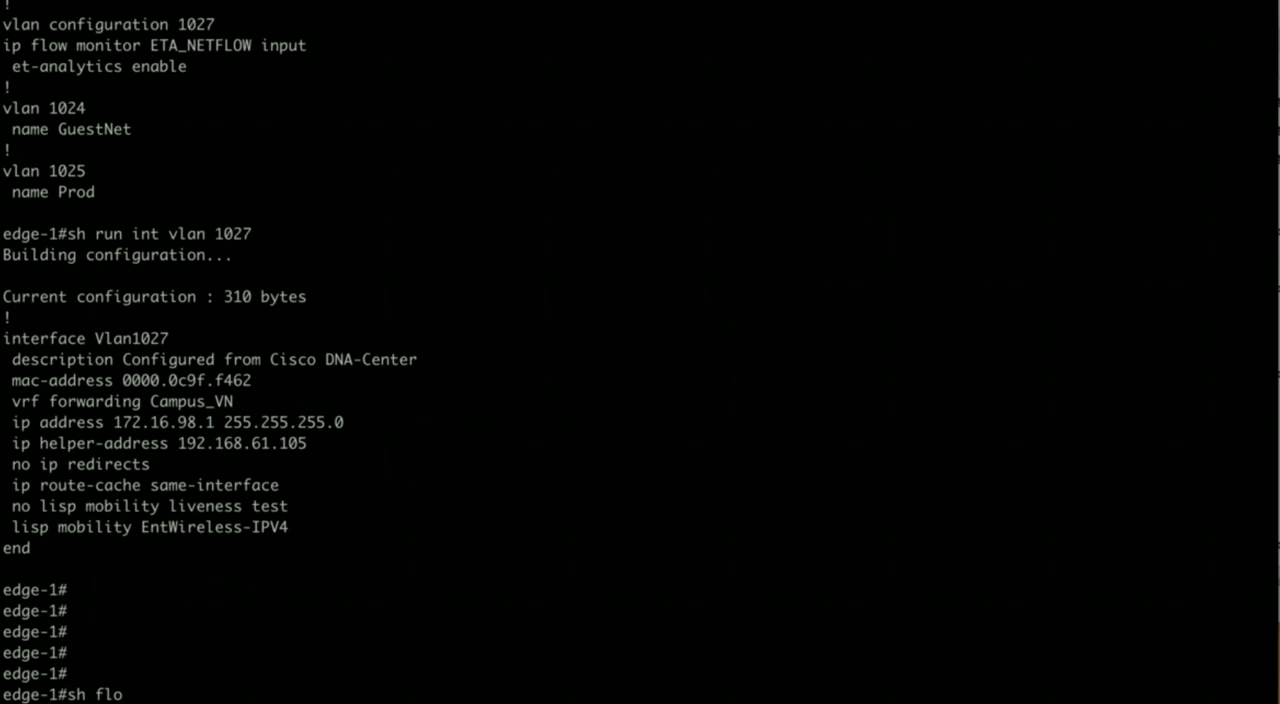 !
vlan configuration 1027
ip flow monitor ETA_NETFLOW input
 et-analytics enable
!
vlan 1024
 name GuestNet
!
vlan 1025
 name Prod
edge-1#sh run int vlan 1027
Building configuration...
Current configuration : 310 bytes
!
interface Vlan1027
 description Configured from Cisco DNA-Center
 mac-address 0000.0c9f.f462
 vrf forwarding Campus_VN
 ip address 172.16.98.1 255.255.255.0
 ip helper-address 192.168.61.105
 no ip redirects
 ip route-cache same-interface
 no lisp mobility liveness test
 lisp mobility EntWireless-IPV4
end
edge-1#
edge-1#
edge-1#
edge-1#
edge-1#
edge-1#sh flo